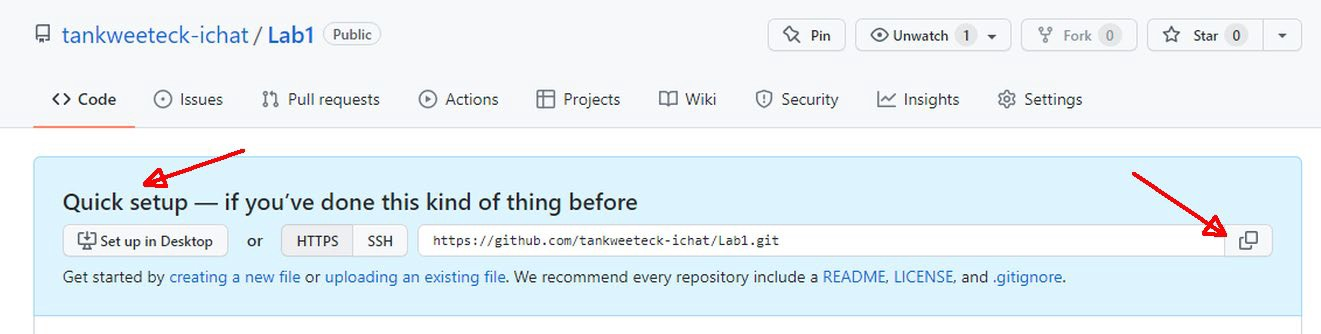 tankweeteck-ichat / Lab1 Public Pin Unwatch 1 Fork 0 Star 0
Code Issues Pull requests Actions Projects Wiki Security Insights Settings
Quick setup — if you’ve done this kind of thing before
Set up in Desktop or HTTPS SSH https://github.com/tankweeteck-ichat/Lab1.git
Get started by creating a new file or uploading an existing file. We recommend every repository include a README, LICENSE, and .gitignore.